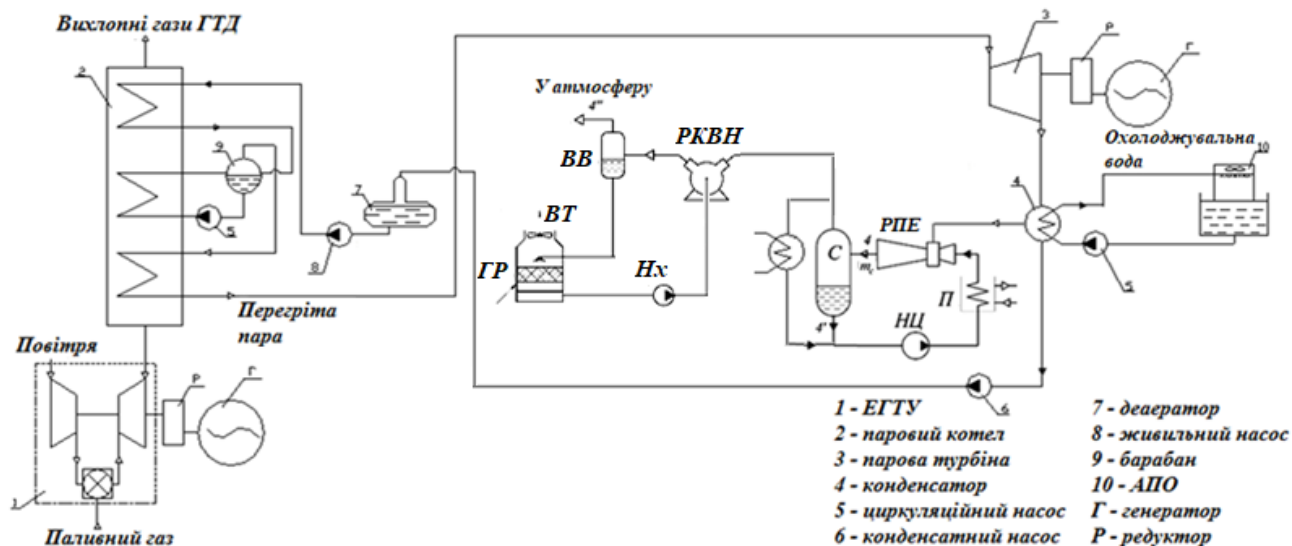 Вихлопні гази ГТД
2
9
5
8
7
У атмосферу
4"
ВВ
РКВН
ВТ
ГР
Нх
С
4
m_c
4'
РПЕ
П
НЦ
3
Р
Г
Охолоджувальна
вода
10
4
5
6
Перегріта
пара
Повітря
Р
Г
1
Паливний газ
1 - ЕГТУ
2 - паровий котел
3 - парова турбіна
4 - конденсатор
5 - циркуляційний насос
6 - конденсатний насос
7 - деаератор
8 - живильний насос
9 - барабан
10 - АПО
Г - генератор
Р - редуктор